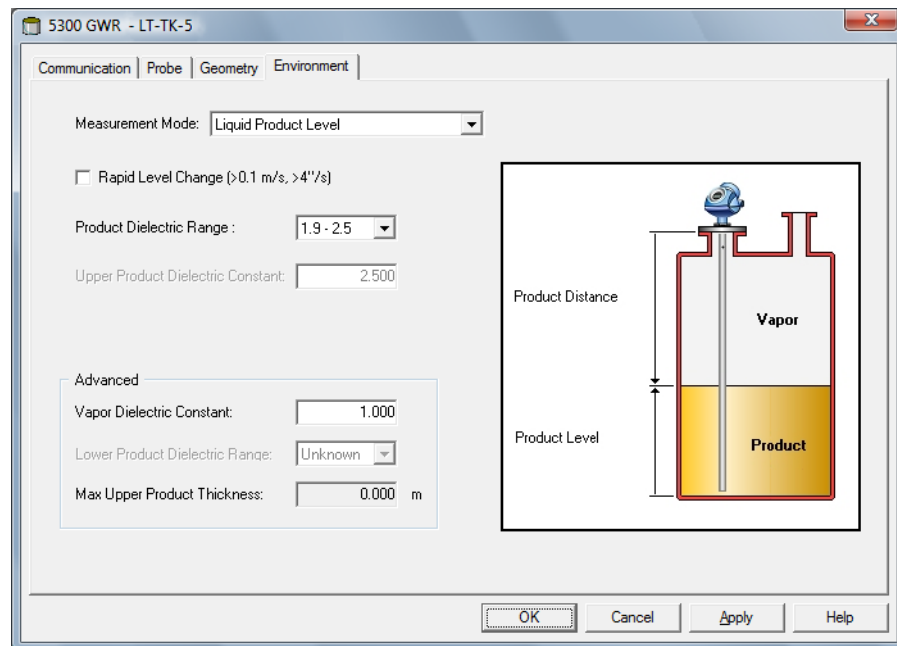 5300 GWR - LT-TK-5
Communication Probe Geometry Environment
Measurement Mode: Liquid Product Level
Rapid Level Change (>0.1 m/s, >4"/s)
Product Dielectric Range : 1.9 - 2.5
Upper Product Dielectric Constant: 2.500
Advanced
Vapor Dielectric Constant: 1.000
Lower Product Dielectric Range: Unknown
Max Upper Product Thickness: 0.000 m
Product Distance
Vapor
Product Level
Product
OK Cancel Apply Help